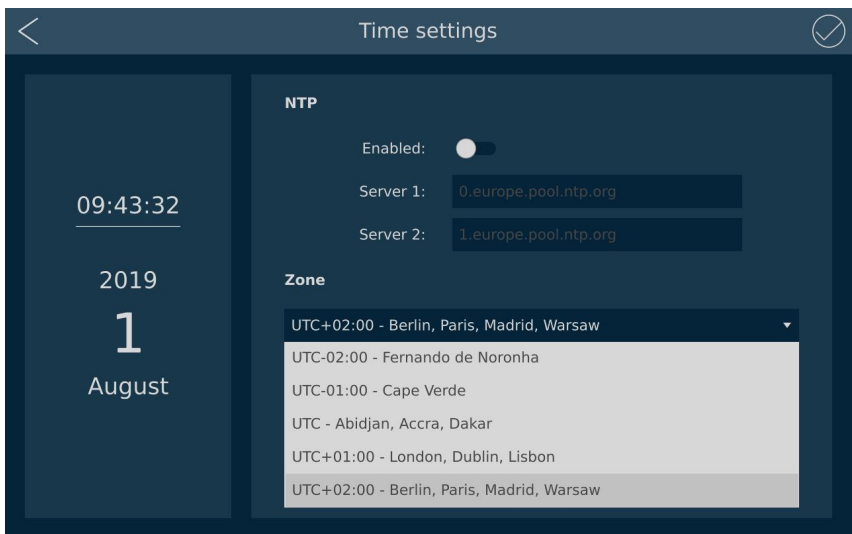 Time settings
09:43:32
2019
1
August
NTP
Enabled:
Server 1: 0.europe.pool.ntp.org
Server 2: 1.europe.pool.ntp.org
Zone
UTC+02:00 - Berlin, Paris, Madrid, Warsaw
UTC-02:00 - Fernando de Noronha
UTC-01:00 - Cape Verde
UTC - Abidjan, Accra, Dakar
UTC+01:00 - London, Dublin, Lisbon
UTC+02:00 - Berlin, Paris, Madrid, Warsaw